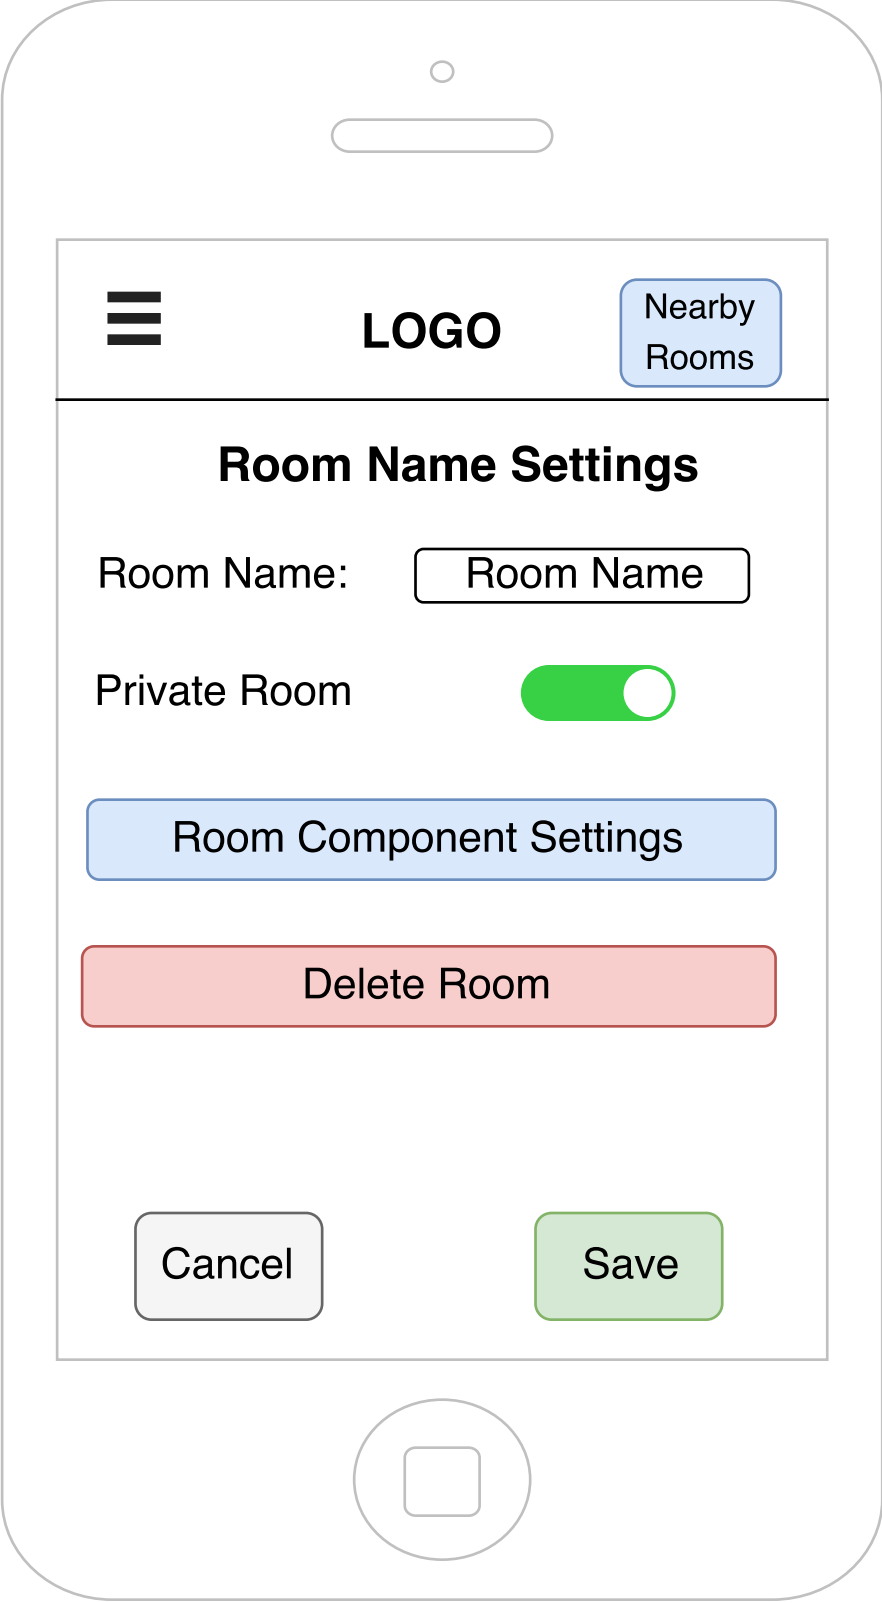 LOGO
Nearby
Rooms
Room Name Settings
Room Name:
Room Name
Private Room
Room Component Settings
Delete Room
Cancel
Save